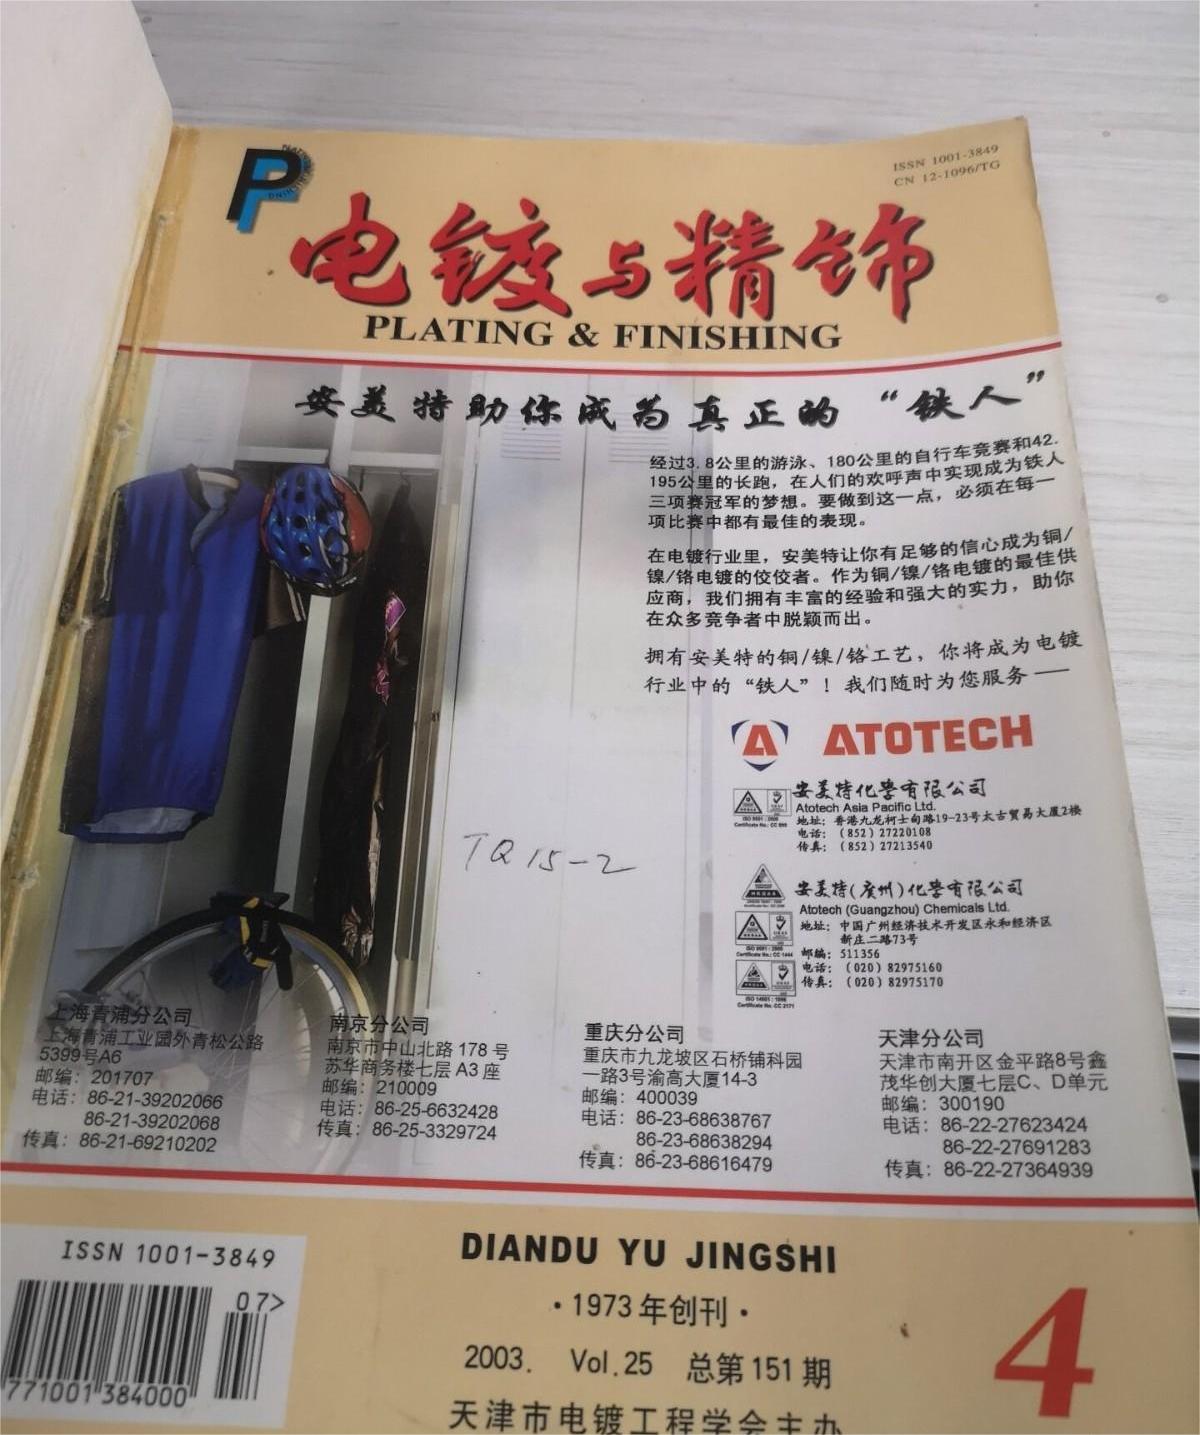 ISSN 1001-3849
CN 12-1096/TG
电镀与精饰
PLATING & FINISHING
安美特助你成为真正的“铁人”
经过3.8公里的游泳、180公里的自行车竞赛和42.
195公里的长跑，在人们的欢呼声中实现成为铁人
三项赛冠军的梦想。要做到这一点，必须在每一
项比赛中都有最佳的表现。
在电镀行业里，安美特让你有足够的信心成为铜/
镍/铬电镀的佼佼者。作为铜/镍/铬电镀的最佳供
应商，我们拥有丰富的经验和强大的实力，助你
在众多竞争者中脱颖而出。
拥有安美特的铜/镍/铬工艺，你将成为电镀
行业中的“铁人”！我们随时为您服务——
ATOTECH
安美特化学有限公司
Atotech Asia Pacific Ltd.
地址：香港九龙柯士甸路19-23号太古贸易大厦2楼
电话：(852) 27220108
传真：(852) 27213540
TQ 15-2
安美特(广州)化学有限公司
Atotech (Guangzhou) Chemicals Ltd.
地址：中国广州经济技术开发区永和经济区
新庄二路73号
邮编：511356
电话：(020) 82975160
传真：(020) 82975170
上海青浦分公司
上海青浦工业园外青松公路
5399号A6
邮编：201707
电话：86-21-39202066
86-21-39202068
传真：86-21-69210202
南京分公司
南京市中山北路 178 号
苏华商务楼七层 A3 座
邮编：210009
电话：86-25-6632428
传真：86-25-3329724
重庆分公司
重庆市九龙坡区石桥铺科园
一路3号渝高大厦14-3
邮编：400039
电话：86-23-68638767
86-23-68638294
传真：86-23-68616479
天津分公司
天津市南开区金平路8号鑫
茂华创大厦七层C、D单元
邮编：300190
电话：86-22-27623424
86-22-27691283
传真：86-22-27364939
ISSN 1001-3849
07>
771001384000
DIANDU YU JINGSHI
·1973年创刊·
2003. Vol.25 总第151期
天津市电镀工程学会主办
4